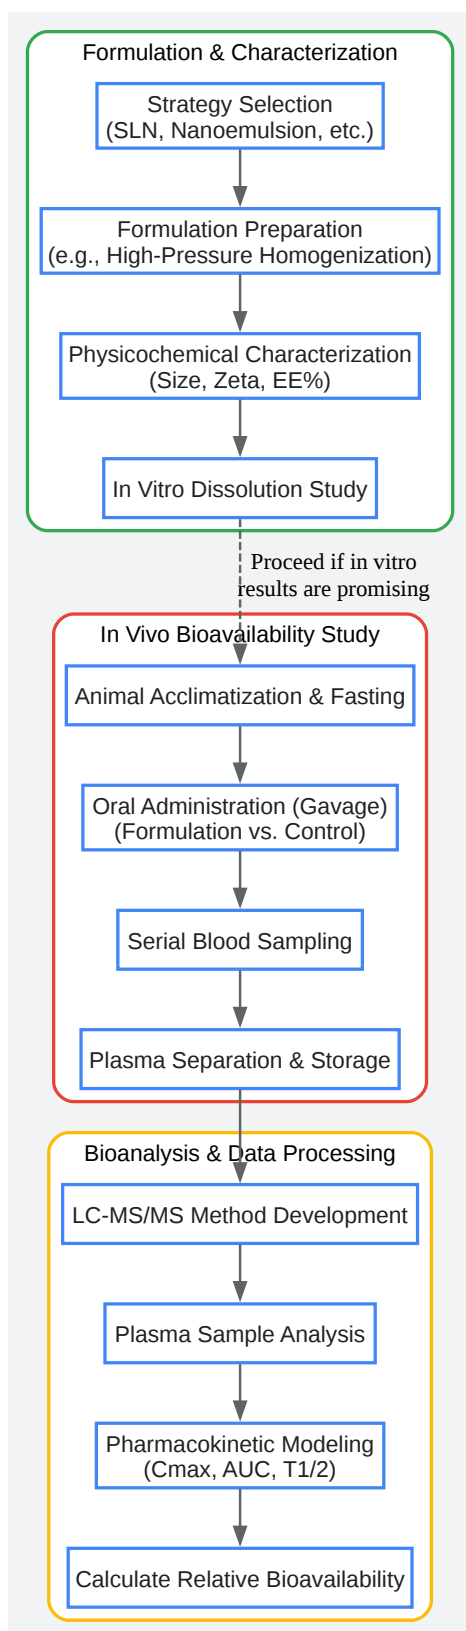 Formulation & Characterization
Strategy Selection
(SLN, Nanoemulsion, etc.)
Formulation Preparation
(e.g., High-Pressure Homogenization)
Physicochemical Characterization
(Size, Zeta, EE%)
In Vitro Dissolution Study
Proceed if in vitro
results are promising
In Vivo Bioavailability Study
Animal Acclimatization & Fasting
Oral Administration (Gavage)
(Formulation vs. Control)
Serial Blood Sampling
Plasma Separation & Storage
Bioanalysis & Data Processing
LC-MS/MS Method Development
Plasma Sample Analysis
Pharmacokinetic Modeling
(Cmax, AUC, T1/2)
Calculate Relative Bioavailability